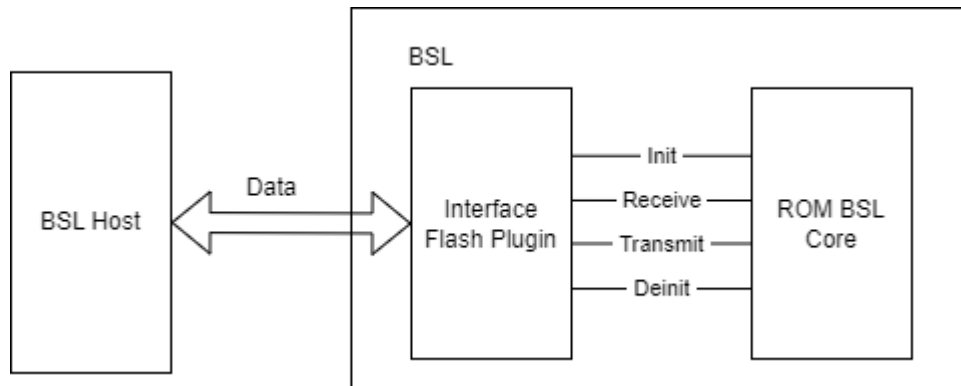 BSL
BSL Host
Data
Interface
Flash Plugin
Init
Receive
Transmit
Deinit
ROM BSL
Core